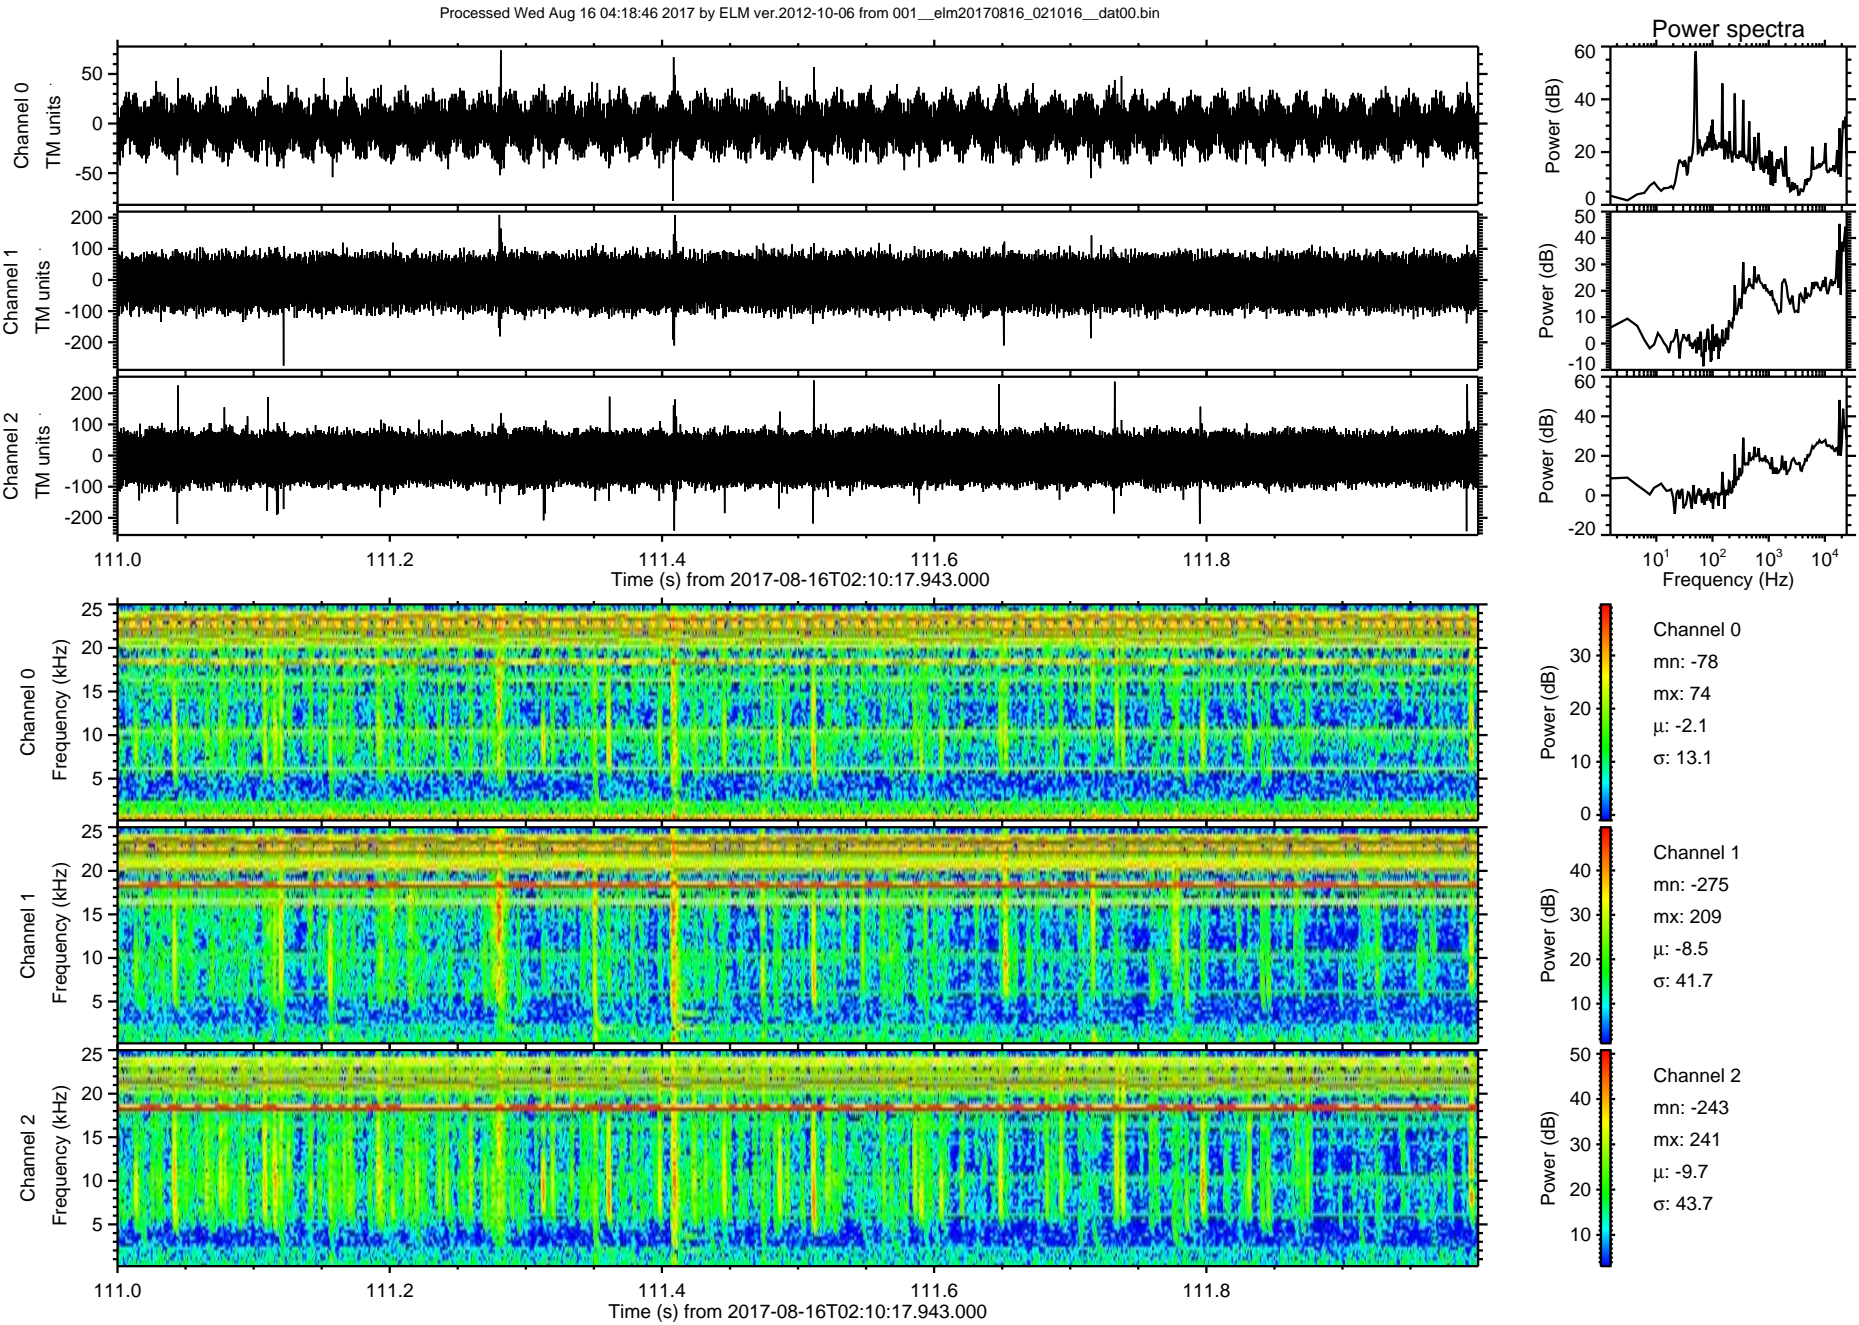 Processed Wed Aug 16 04:18:46 2017 by ELM ver.2012-10-06 from 001__elm20170816_021016__dat00.bin
Power spectra
Channel 0
TM units
50
0
-50
Power (dB)
60
40
20
0
Channel 1
TM units
200
100
0
-100
-200
Power (dB)
50
40
30
20
10
0
-10
Channel 2
TM units
200
100
0
-100
-200
Power (dB)
60
40
20
0
-20
111.0 111.2 111.4 111.6 111.8
Time (s) from 2017-08-16T02:10:17.943.000
10^1 10^2 10^3 10^4
Frequency (Hz)
Channel 0
Frequency (kHz)
25
20
15
10
5
Power (dB)
30
20
10
0
Channel 0
mn: -78
mx: 74
μ: -2.1
σ: 13.1
Channel 1
Frequency (kHz)
25
20
15
10
5
Power (dB)
40
30
20
10
Channel 1
mn: -275
mx: 209
μ: -8.5
σ: 41.7
Channel 2
Frequency (kHz)
25
20
15
10
5
Power (dB)
50
40
30
20
10
Channel 2
mn: -243
mx: 241
μ: -9.7
σ: 43.7
111.0 111.2 111.4 111.6 111.8
Time (s) from 2017-08-16T02:10:17.943.000